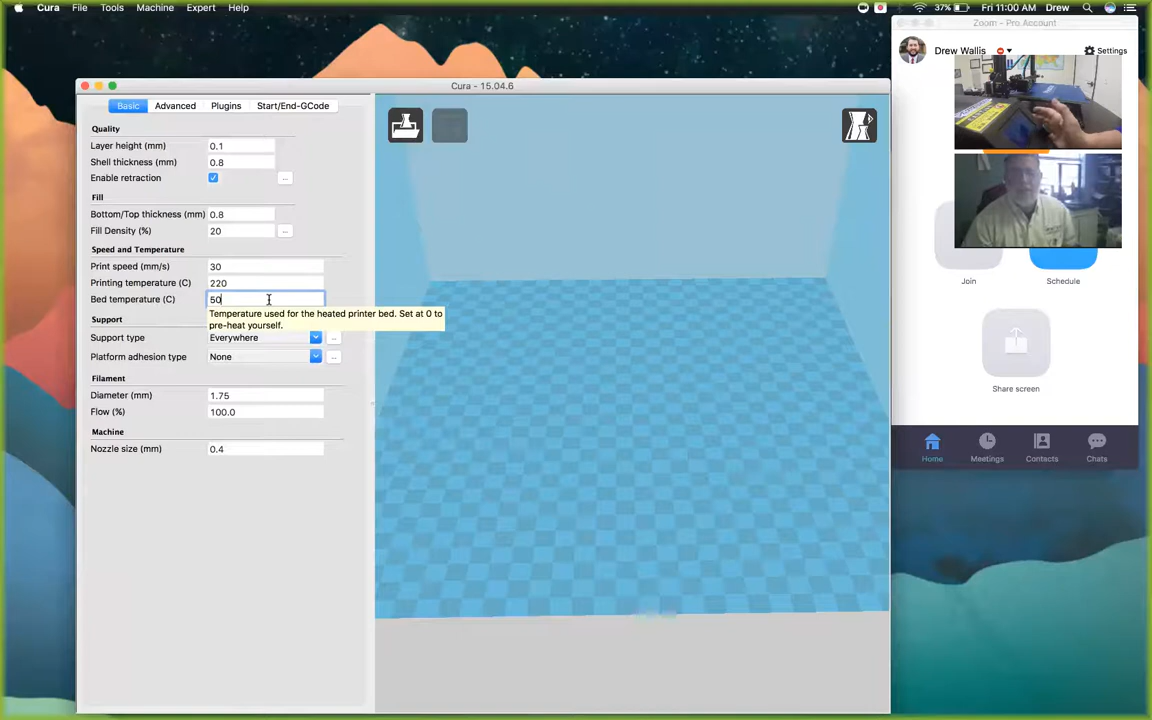 Cura File Tools Machine Expert Help
37% Fri 11:00 AM Drew
Zoom - Pro Account
Drew Wallis
Settings
Cura - 15.04.6
Basic Advanced Plugins Start/End-GCode
Quality
Layer height (mm) 0.1
Shell thickness (mm) 0.8
Enable retraction ...
Fill
Bottom/Top thickness (mm) 0.8
Fill Density (%) 20 ...
Speed and Temperature
Print speed (mm/s) 30
Printing temperature (C) 220
Bed temperature (C) 50
Temperature used for the heated printer bed. Set at 0 to
pre-heat yourself.
Support
Support type Everywhere ...
Platform adhesion type None ...
Filament
Diameter (mm) 1.75
Flow (%) 100.0
Machine
Nozzle size (mm) 0.4
Join Schedule
Share screen
Home Meetings Contacts Chats